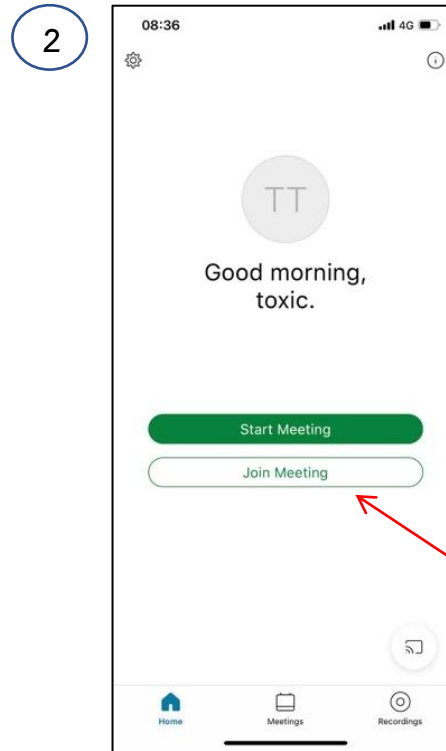 2
08:36
4G
TT
Good morning,
toxic.
Start Meeting
Join Meeting
Home
Meetings
Recordings